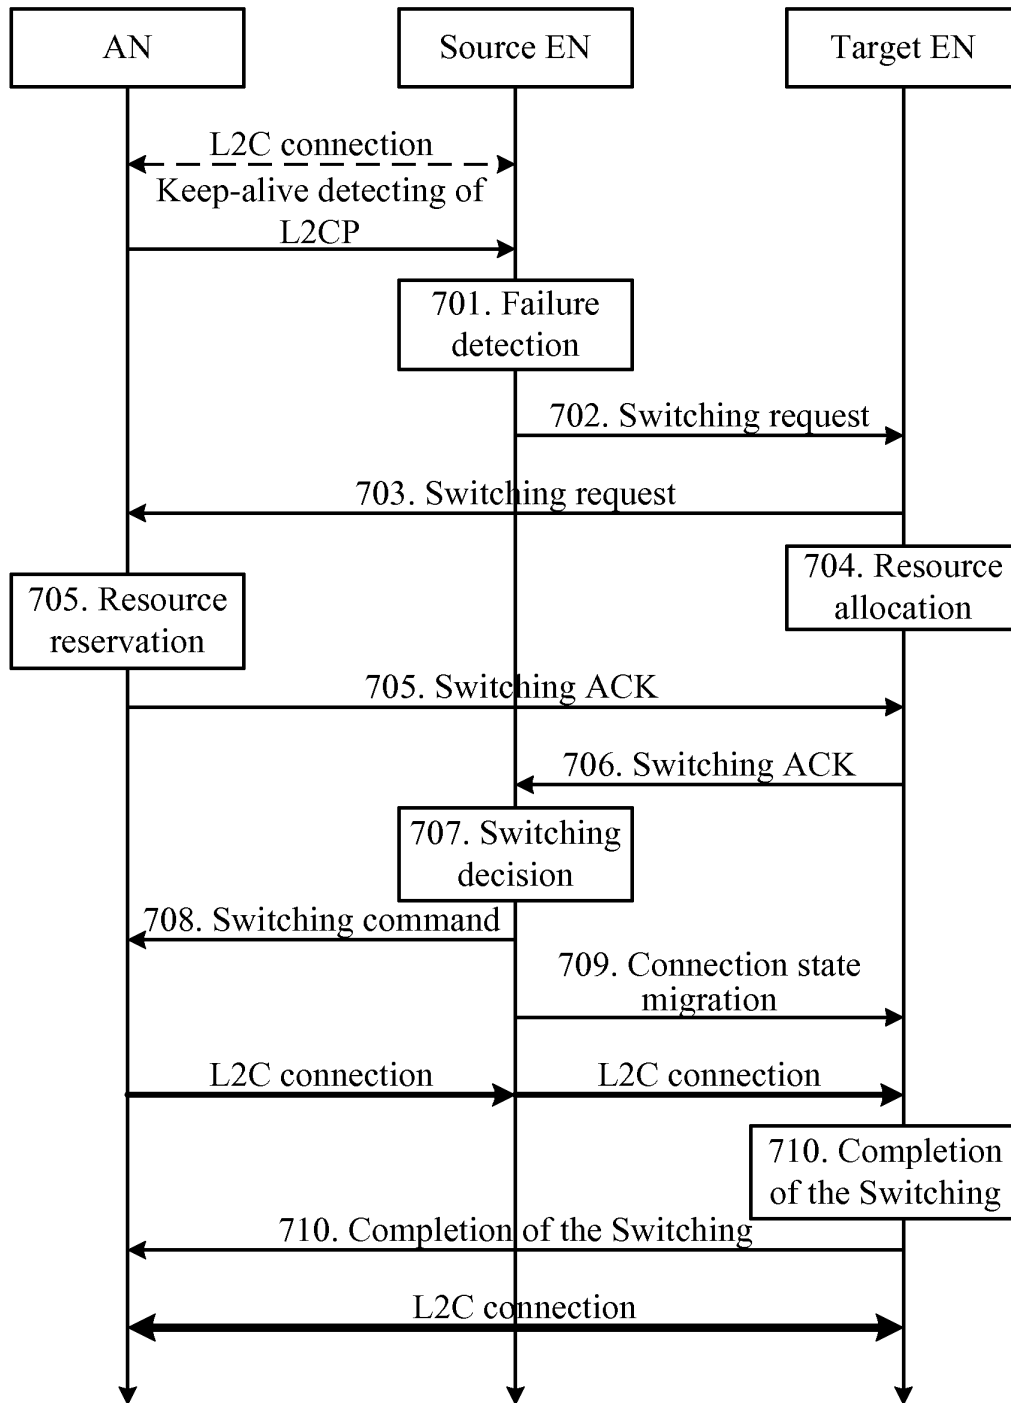 AN
Source EN
Target EN
L2C connection
Keep-alive detecting of
L2CP
701. Failure
detection
702. Switching request
703. Switching request
704. Resource
allocation
705. Resource
reservation
705. Switching ACK
706. Switching ACK
707. Switching
decision
708. Switching command
709. Connection state
migration
L2C connection
L2C connection
710. Completion
of the Switching
710. Completion of the Switching
L2C connection